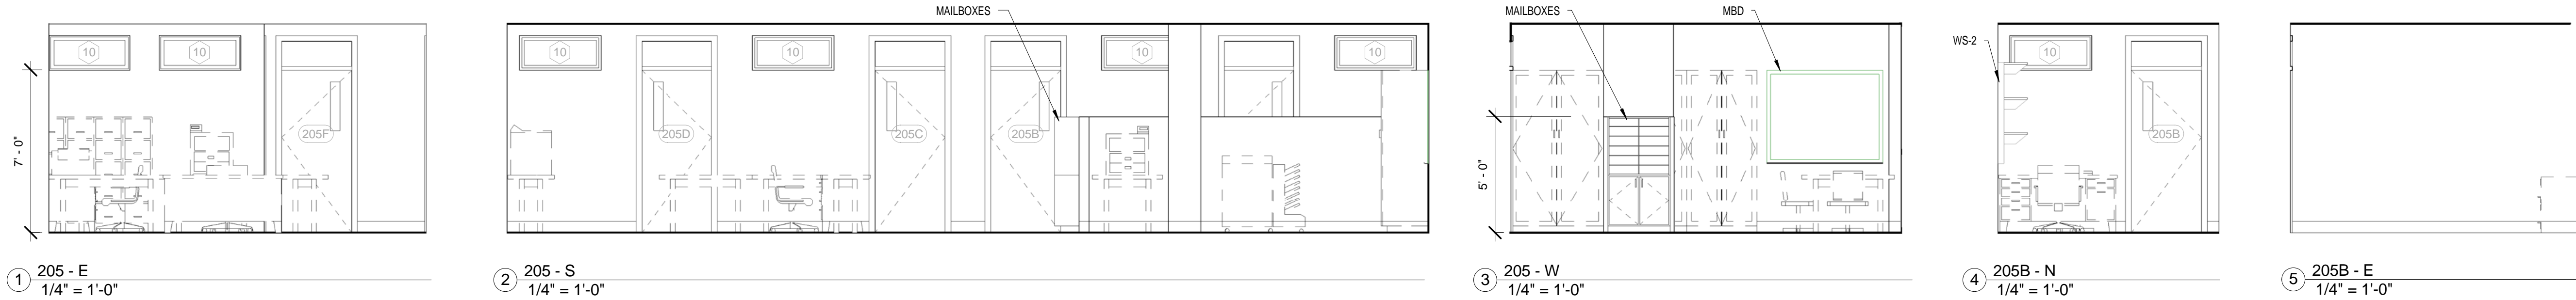 MAILBOXES
MAILBOXES
MBD
WS-2
10
10
10
10
10
10
10
7' - 0"
5' - 0"
205F
205D
205C
205B
205B
1 205 - E
1/4" = 1'-0"
2 205 - S
1/4" = 1'-0"
3 205 - W
1/4" = 1'-0"
4 205B - N
1/4" = 1'-0"
5 205B - E
1/4" = 1'-0"